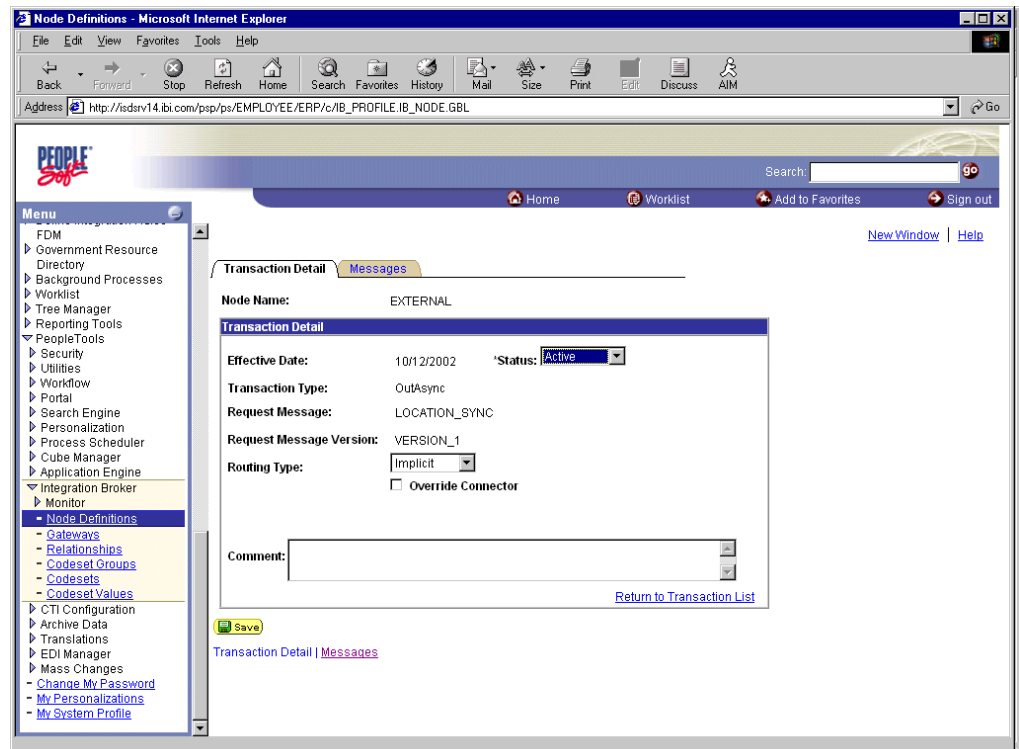 Node Definitions - Microsoft Internet Explorer
File Edit View Favorites Tools Help
Back Forward Stop Refresh Home Search Favorites History Mail Size Print Edit Discuss AIM
Address http://isdsrv14.ibi.com/psp/ps/EMPLOYEE/ERP/c/IB_PROFILE.IB_NODE.GBL Go
PEOPLE Soft
Search: go
Home Worklist Add to Favorites Sign out
Menu
FDM
Government Resource
Directory
Background Processes
Worklist
Tree Manager
Reporting Tools
PeopleTools
Security
Utilities
Workflow
Portal
Search Engine
Personalization
Process Scheduler
Cube Manager
Application Engine
Integration Broker
Monitor
Node Definitions
Gateways
Relationships
Codeset Groups
Codesets
Codeset Values
CTI Configuration
Archive Data
Translations
EDI Manager
Mass Changes
Change My Password
My Personalizations
My System Profile
New Window | Help
Transaction Detail Messages
Node Name: EXTERNAL
Transaction Detail
Effective Date: 10/12/2002 *Status: Active
Transaction Type: OutAsync
Request Message: LOCATION_SYNC
Request Message Version: VERSION_1
Routing Type: Implicit
Override Connector
Comment:
Return to Transaction List
Save
Transaction Detail | Messages